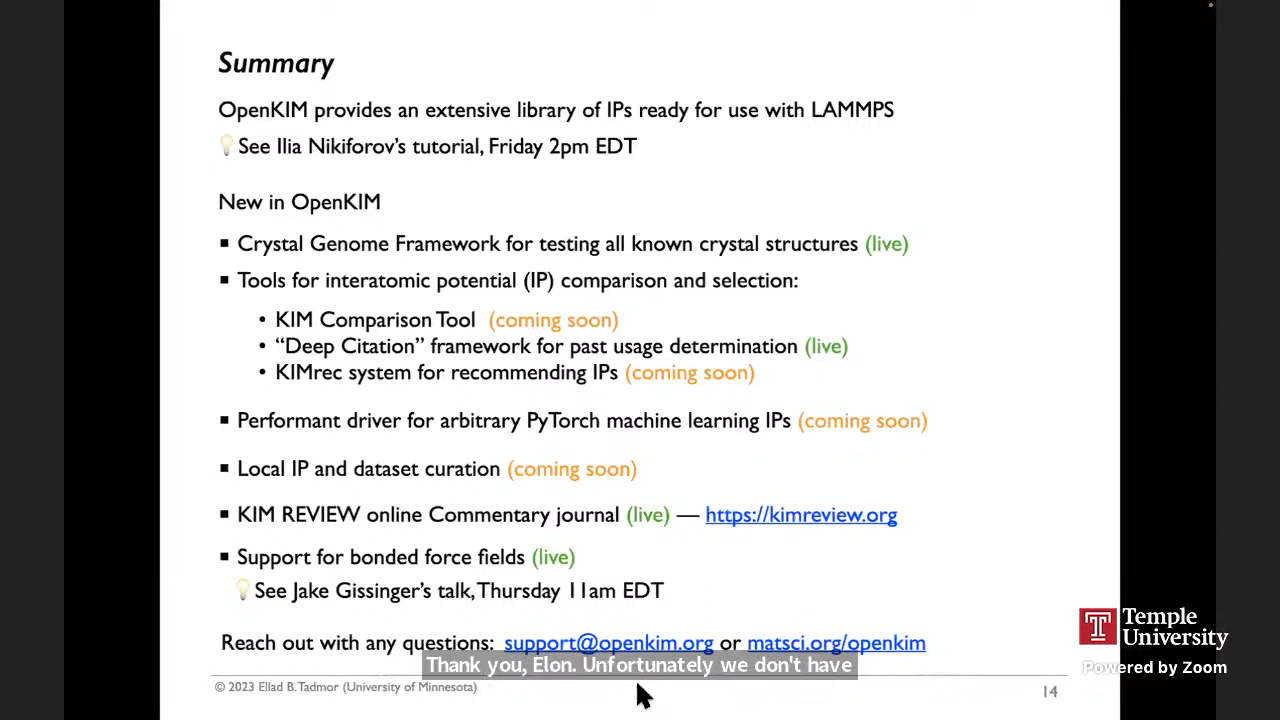 Summary
OpenKIM provides an extensive library of IPs ready for use with LAMMPS
See Ilia Nikiforov's tutorial, Friday 2pm EDT
New in OpenKIM
▪ Crystal Genome Framework for testing all known crystal structures (live)
▪ Tools for interatomic potential (IP) comparison and selection:
• KIM Comparison Tool (coming soon)
• “Deep Citation” framework for past usage determination (live)
• KIMrec system for recommending IPs (coming soon)
▪ Performant driver for arbitrary PyTorch machine learning IPs (coming soon)
▪ Local IP and dataset curation (coming soon)
▪ KIM REVIEW online Commentary journal (live) — https://kimreview.org
▪ Support for bonded force fields (live)
See Jake Gissinger's talk, Thursday 11am EDT
Reach out with any questions: support@openkim.org or matsci.org/openkim
Thank you, Elon. Unfortunately we don't have
© 2023 Ellad B. Tadmor (University of Minnesota)
14
T Temple
University
Powered by Zoom